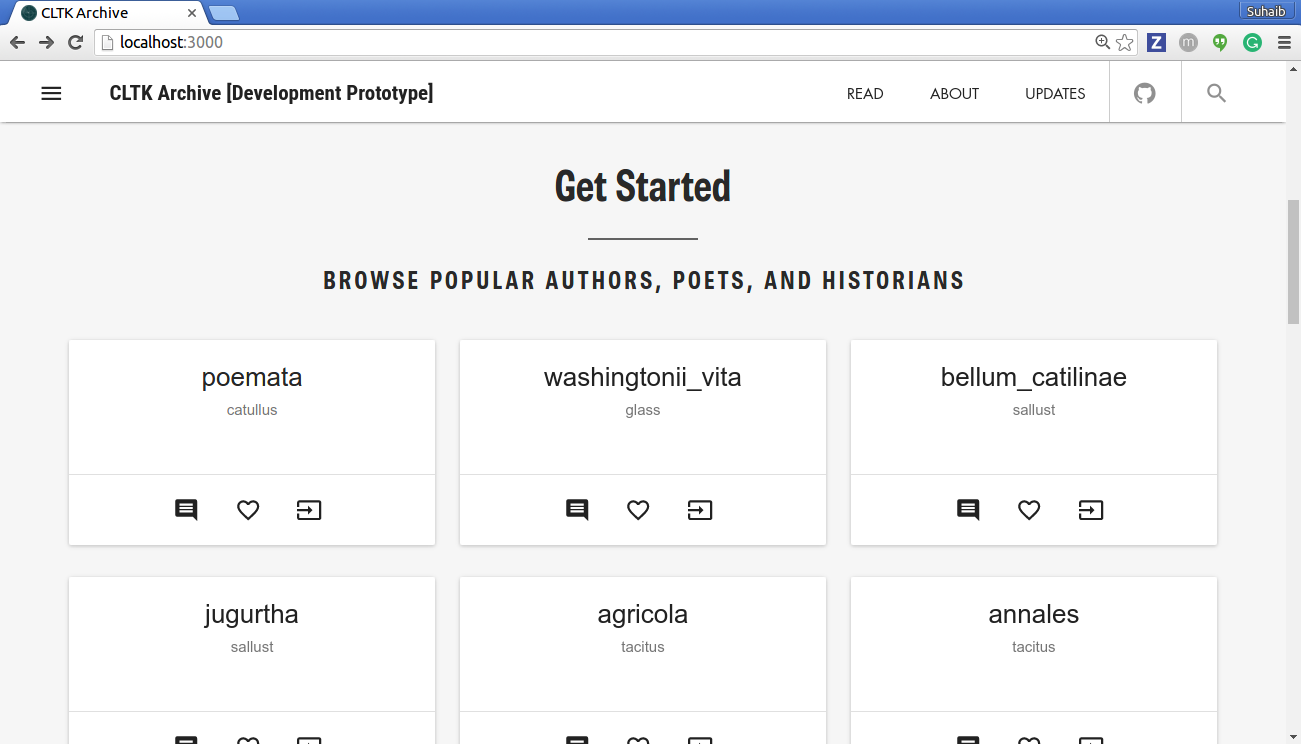 CLTK Archive
Suhaib
localhost:3000
Z m G
CLTK Archive [Development Prototype] READ ABOUT UPDATES
Get Started
BROWSE POPULAR AUTHORS, POETS, AND HISTORIANS
poemata washingtonii_vita bellum_catilinae
catullus glass sallust
jugurtha agricola annales
sallust tacitus tacitus